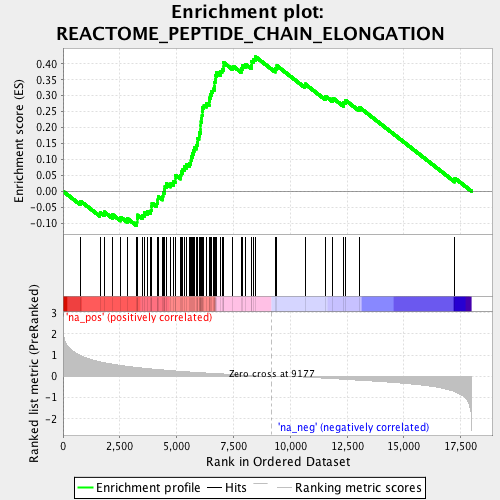 Enrichment plot:
REACTOME_PEPTIDE_CHAIN_ELONGATION
Enrichment score (ES)
0.40
0.35
0.30
0.25
0.20
0.15
0.10
0.05
0.00
-0.05
-0.10
'na_pos' (positively correlated)
Ranked list metric (PreRanked)
3
2
1
0
-1
-2
Zero cross at 9177
'na_neg' (negatively correlated)
0
2,500
5,000
7,500
10,000
12,500
15,000
17,500
Rank in Ordered Dataset
Enrichment profile
Hits
Ranking metric scores